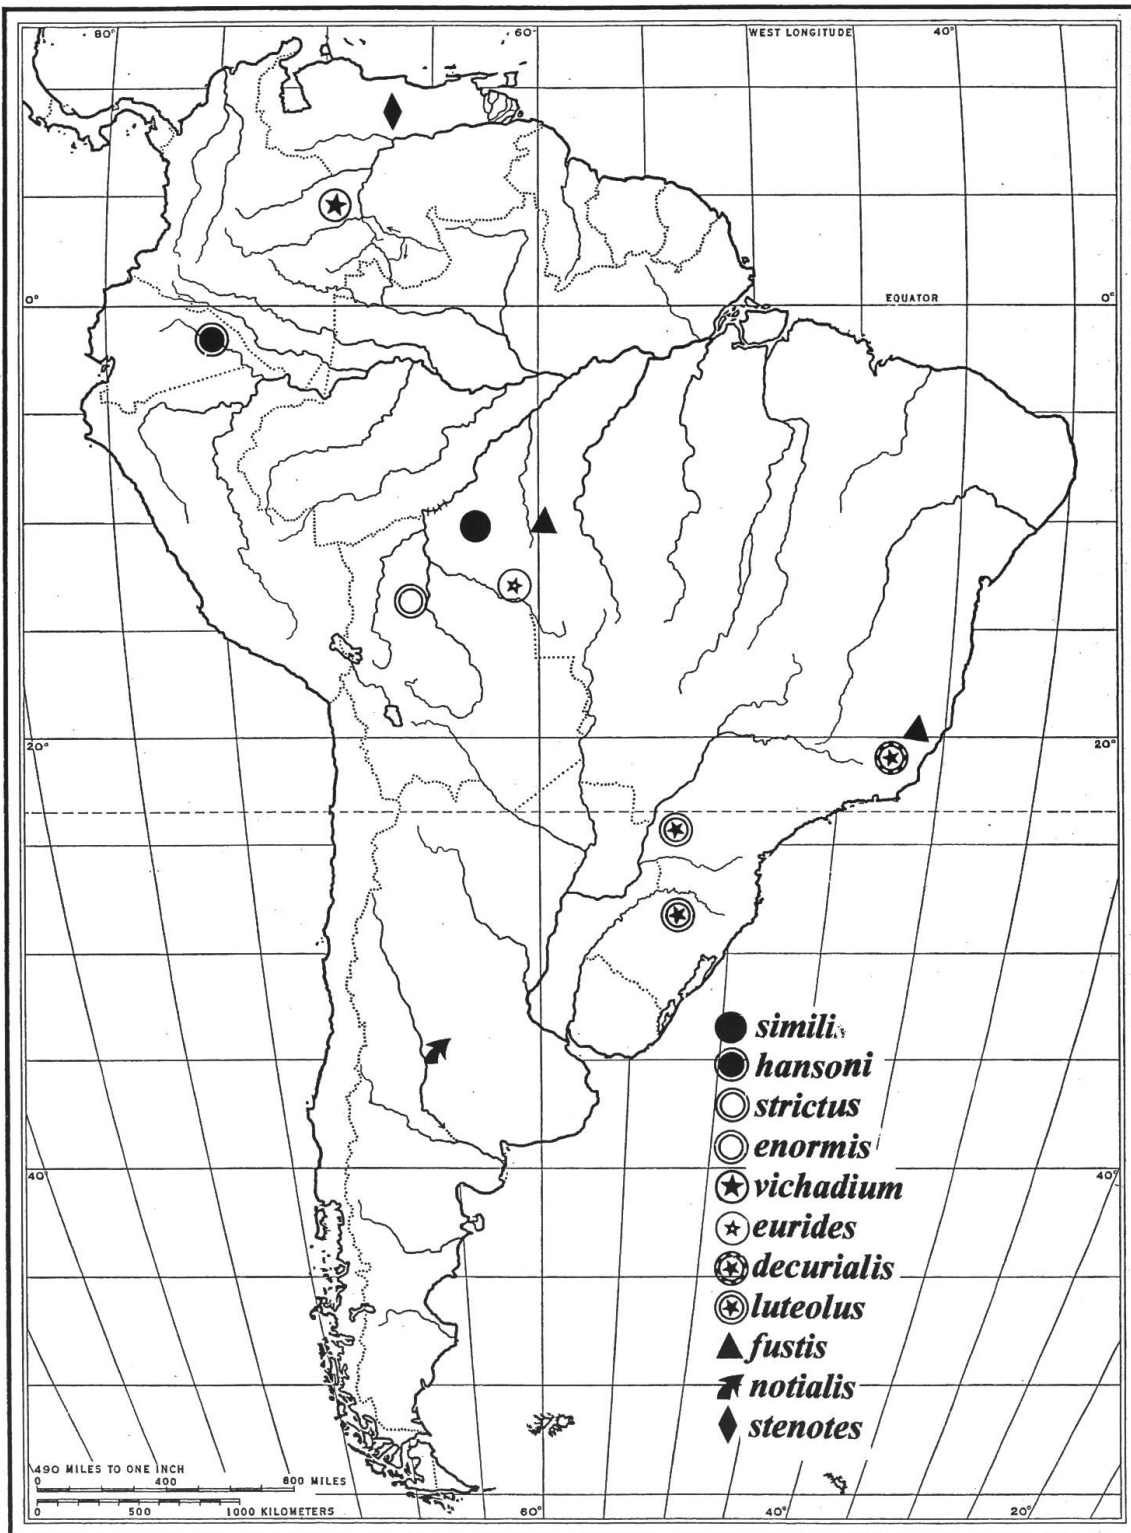 80° 60° WEST LONGITUDE 40°
0° EQUATOR 0°
20° 20°
simili
hansoni
strictus
enormis
40° 40°
vichadium
eurides
decurialis
luteolus
fustis
notialis
stenotes
490 MILES TO ONE INCH
0 400 800 MILES
0 500 1000 KILOMETERS
60° 40° 20°